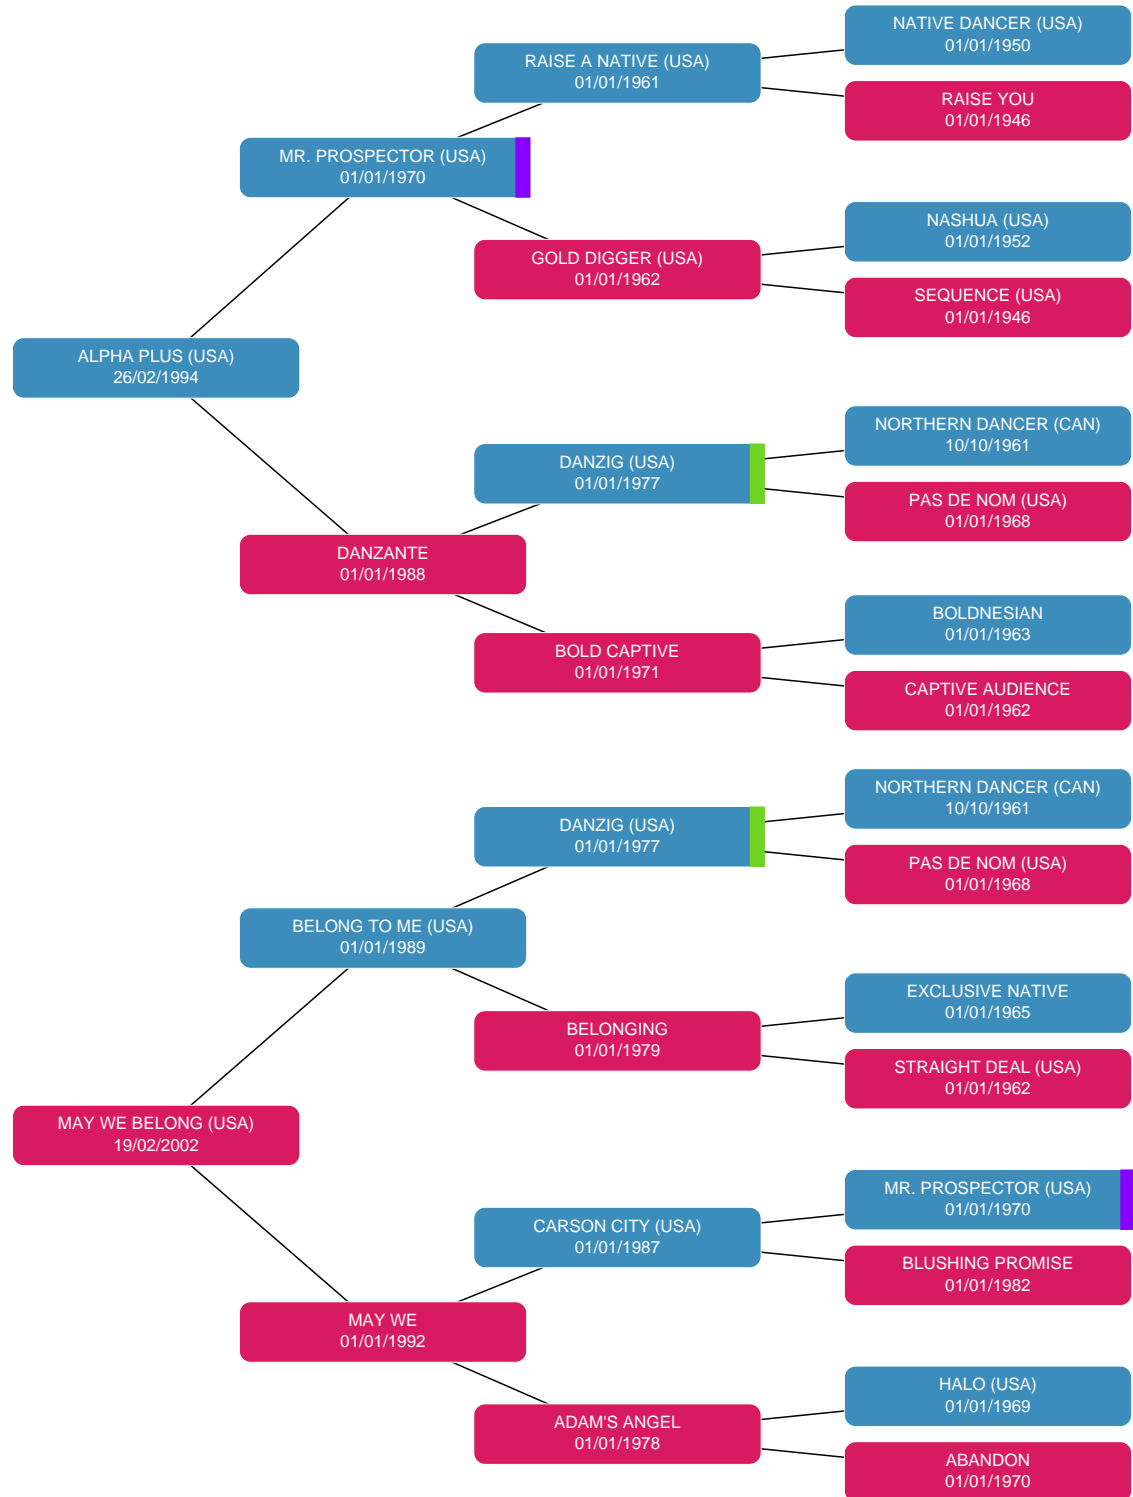 NATIVE DANCER (USA)
01/01/1950
RAISE A NATIVE (USA)
01/01/1961
RAISE YOU
01/01/1946
MR. PROSPECTOR (USA)
01/01/1970
NASHUA (USA)
01/01/1952
GOLD DIGGER (USA)
01/01/1962
SEQUENCE (USA)
01/01/1946
ALPHA PLUS (USA)
26/02/1994
NORTHERN DANCER (CAN)
10/10/1961
DANZIG (USA)
01/01/1977
PAS DE NOM (USA)
01/01/1968
DANZANTE
01/01/1988
BOLDNESIAN
01/01/1963
BOLD CAPTIVE
01/01/1971
CAPTIVE AUDIENCE
01/01/1962
NORTHERN DANCER (CAN)
10/10/1961
DANZIG (USA)
01/01/1977
PAS DE NOM (USA)
01/01/1968
BELONG TO ME (USA)
01/01/1989
EXCLUSIVE NATIVE
01/01/1965
BELONGING
01/01/1979
STRAIGHT DEAL (USA)
01/01/1962
MAY WE BELONG (USA)
19/02/2002
MR. PROSPECTOR (USA)
01/01/1970
CARSON CITY (USA)
01/01/1987
BLUSHING PROMISE
01/01/1982
MAY WE
01/01/1992
HALO (USA)
01/01/1969
ADAM'S ANGEL
01/01/1978
ABANDON
01/01/1970